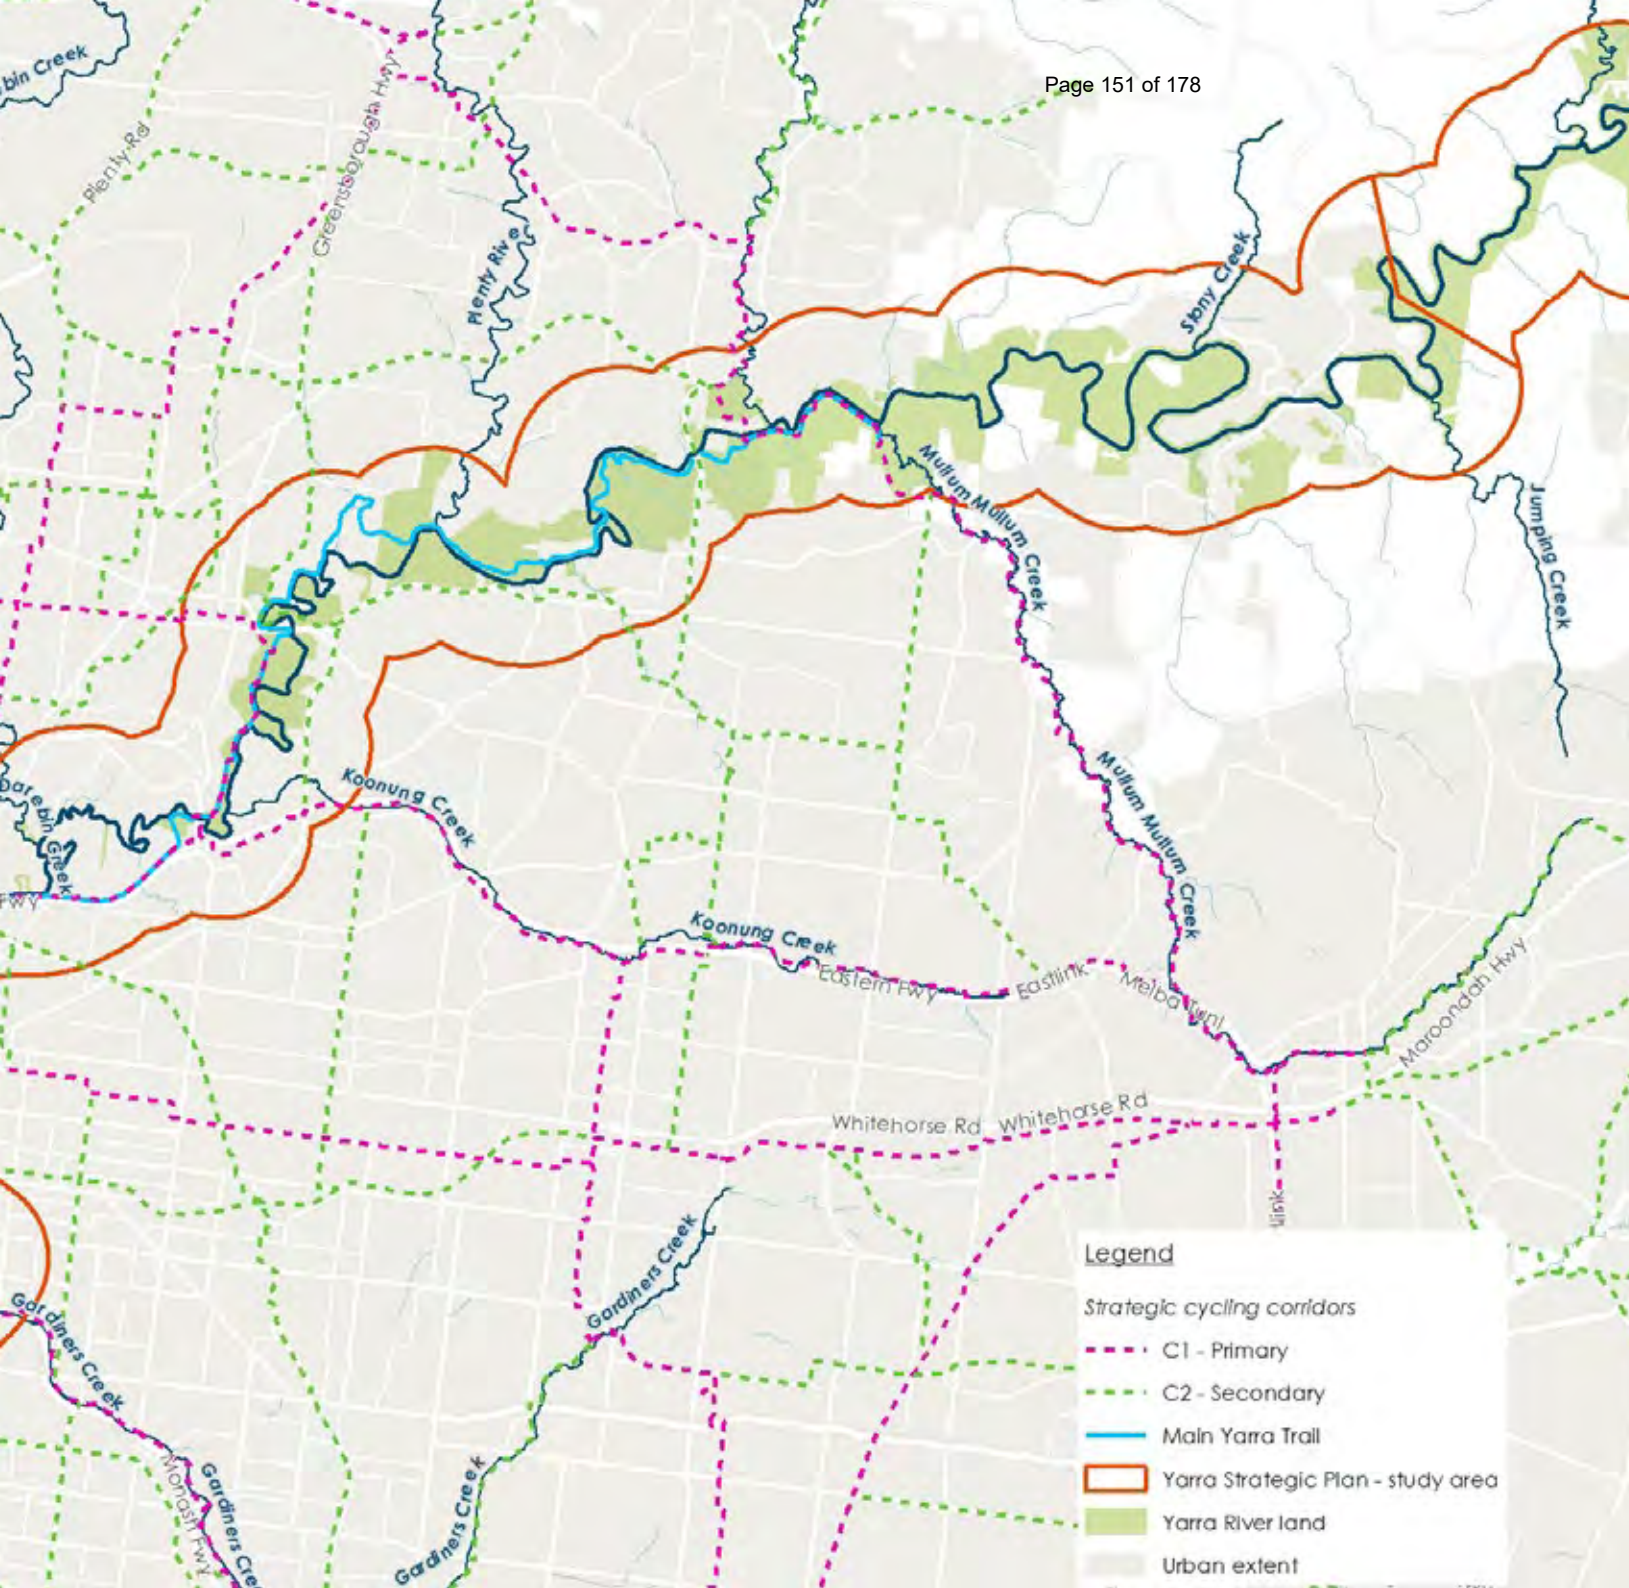 bin Creek
Page 151 of 178
Plenty Rd
Greensborough Hwy
Plenty River
Stony Creek
Mullum Mullum Creek
Jumping Creek
Darebin Creek
Koonung Creek
Mullum Mullum Creek
FWY
Koonung Creek
Eastern Fwy
Eastlink
Melba Tunl
Maroondah Hwy
Whitehorse Rd
Whitehorse Rd
Gardiners Creek
Gardiners Creek
Monash Fwy
Gardiners Cree
Gardiners Creek
Legend
Strategic cycling corridors
C1 - Primary
C2 - Secondary
Main Yarra Trail
Yarra Strategic Plan - study area
Yarra River land
Urban extent